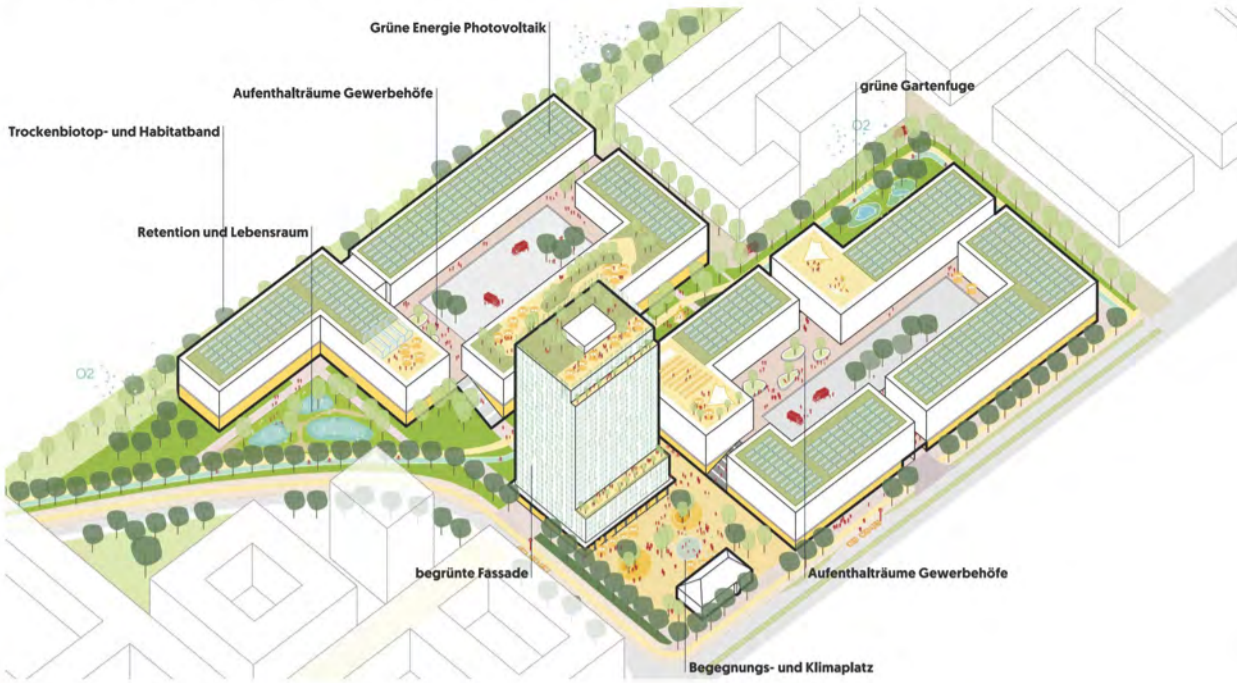 Grüne Energie Photovoltaik
grüne Gartenfuge
Aufenthalträume Gewerbehöfe
O2
Trockenbiotop- und Habitatband
Retention und Lebensraum
O2
begrünte Fassade
Aufenthalträume Gewerbehöfe
Begegnungs- und Klimaplatz